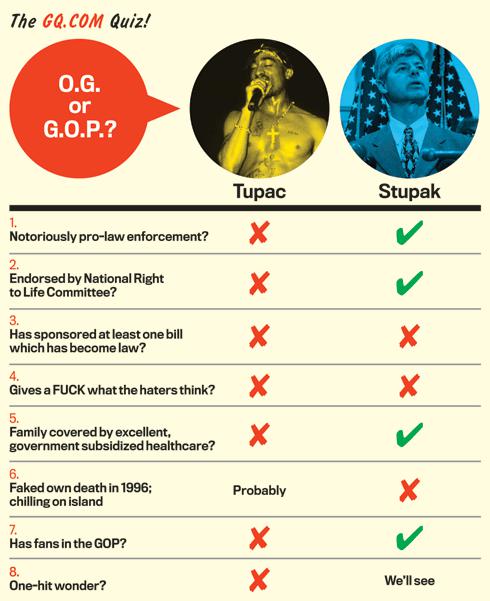 The GQ.COM Quiz!
O.G.
or
G.O.P.?
Tupac
Stupak
1.
Notoriously pro-law enforcement?
2.
Endorsed by National Right
to Life Committee?
3.
Has sponsored at least one bill
which has become law?
4.
Gives a FUCK what the haters think?
5.
Family covered by excellent,
government subsidized healthcare?
6.
Faked own death in 1996;
chilling on island
Probably
7.
Has fans in the GOP?
8.
One-hit wonder?
We'll see